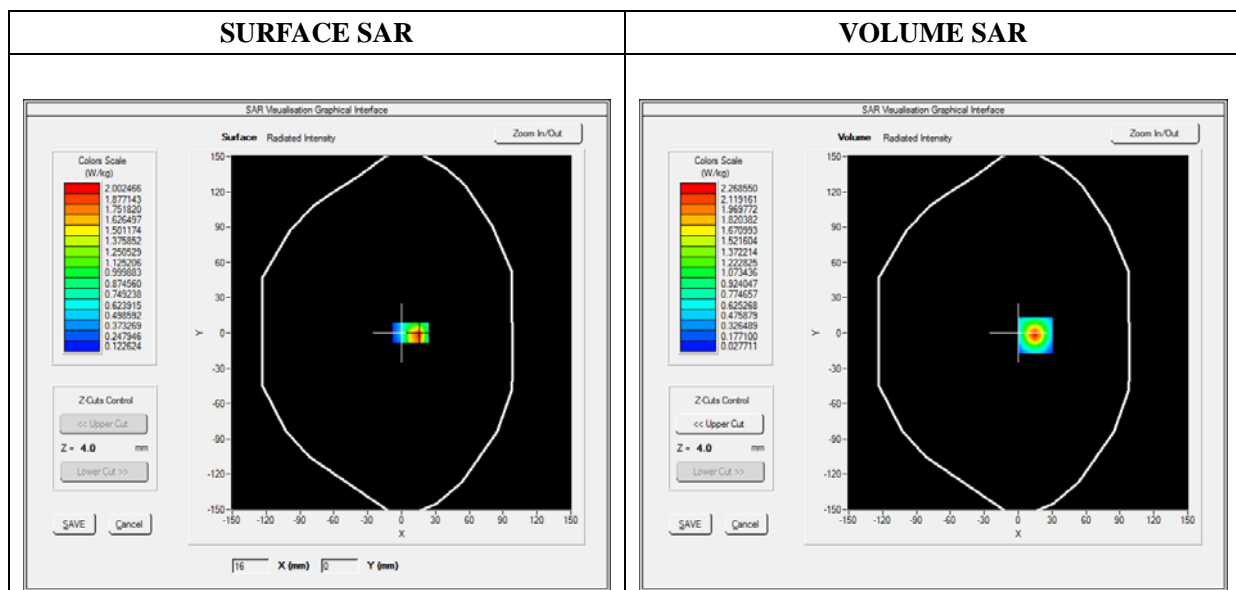 SURFACE SAR
VOLUME SAR
SAR Visualisation Graphical Interface
Surface Radiated Intensity
Zoom In/Out
Colors Scale
(W/kg)
2.002466
1.877143
1.751820
1.626497
1.501174
1.375852
1.250529
1.125206
0.999883
0.874560
0.749238
0.623915
0.498592
0.373269
0.247946
0.122624
Z-Cuts Control
<< Upper Cut
Z = 4.0 mm
Lower Cut >>
SAVE Cancel
150
120
90
60
30
0
-30
-60
-90
-120
-150
Y
-150 -120 -90 -60 -30 0 30 60 90 120 150
X
16 X (mm) 0 Y (mm)
SAR Visualisation Graphical Interface
Volume Radiated Intensity
Zoom In/Out
Colors Scale
(W/kg)
2.268550
2.119161
1.969772
1.820382
1.670993
1.521604
1.372214
1.222825
1.073436
0.924047
0.774657
0.625268
0.475879
0.326489
0.177100
0.027711
Z-Cuts Control
<< Upper Cut
Z = 4.0 mm
Lower Cut >>
SAVE Cancel
150
120
90
60
30
0
-30
-60
-90
-120
-150
Y
-150 -120 -90 -60 -30 0 30 60 90 120 150
X